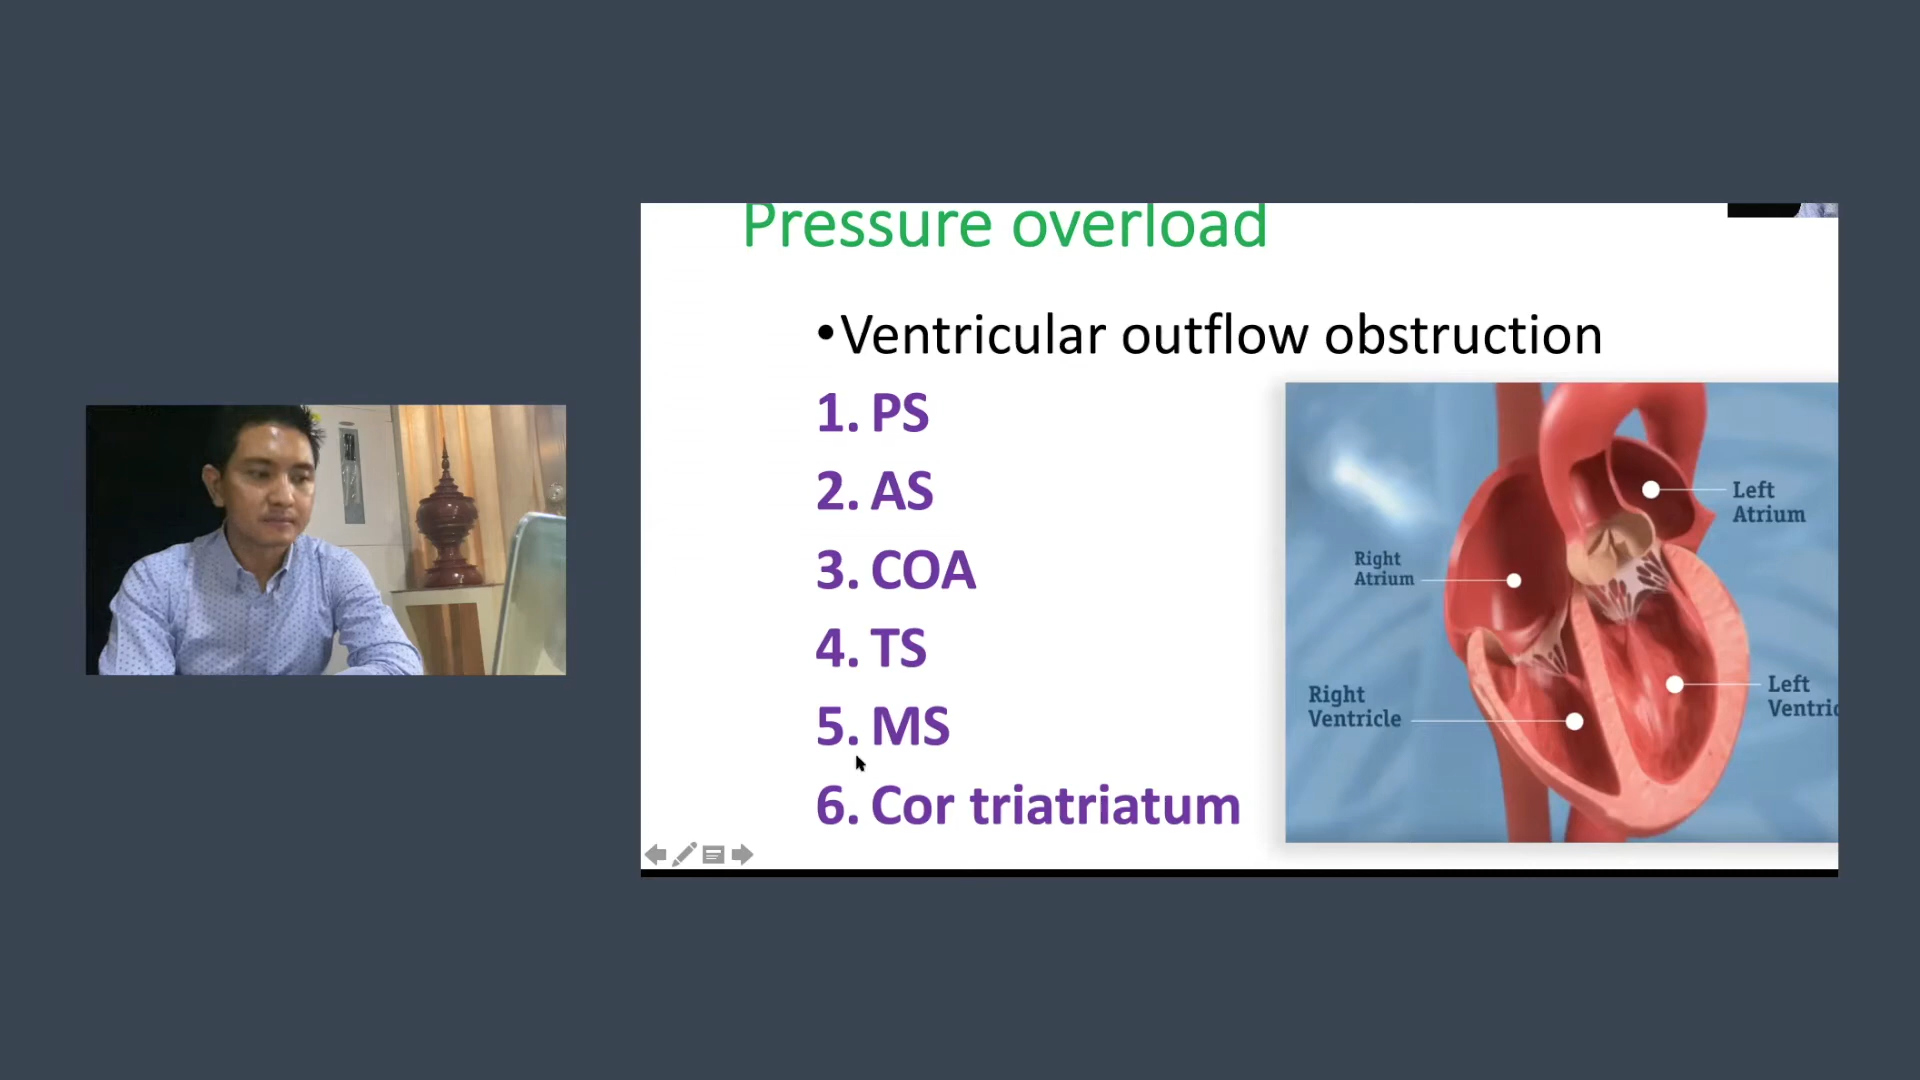 Pressure overload
•Ventricular outflow obstruction
1. PS
2. AS
3. COA
4. TS
5. MS
6. Cor triatriatum
Left
Atrium
Right
Atrium
Right
Ventricle
Left
Ventric